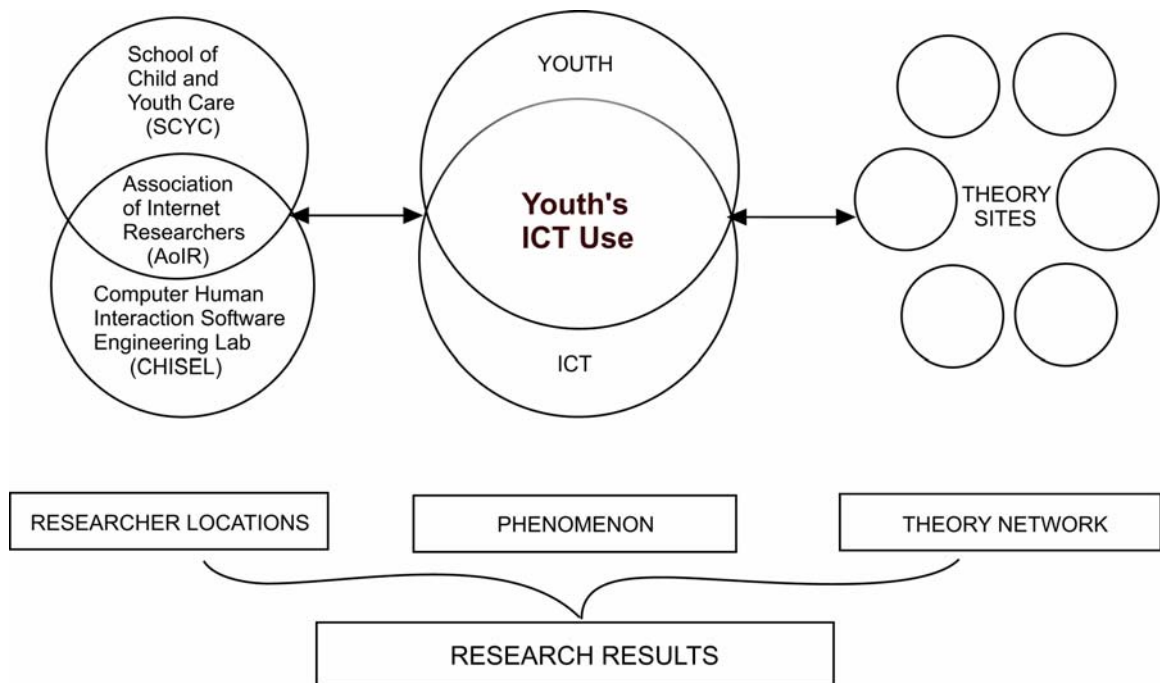 School of
Child and
Youth Care
(SCYC)
Association
of Internet
Researchers
(AoIR)
Computer Human
Interaction Software
Engineering Lab
(CHISEL)
YOUTH
Youth's
ICT Use
ICT
THEORY
SITES
RESEARCHER LOCATIONS
PHENOMENON
THEORY NETWORK
RESEARCH RESULTS